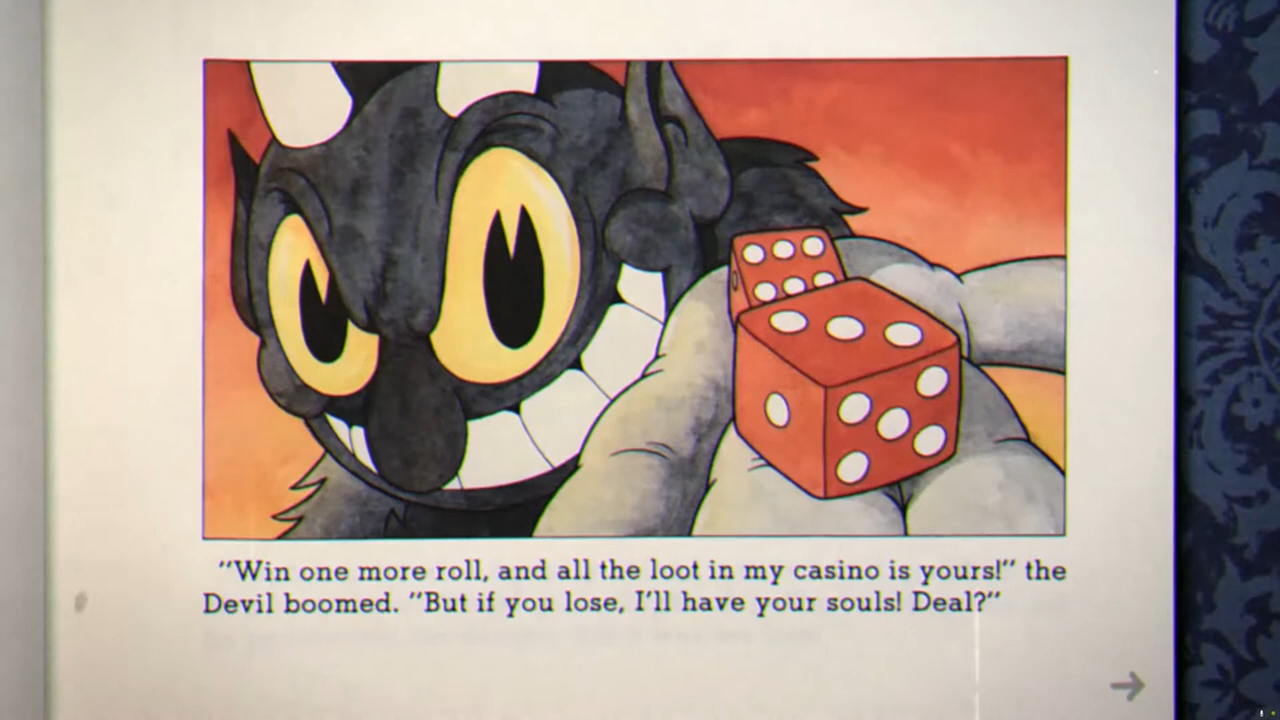 “Win one more roll, and all the loot in my casino is yours!” the
Devil boomed. “But if you lose, I’ll have your souls! Deal?”